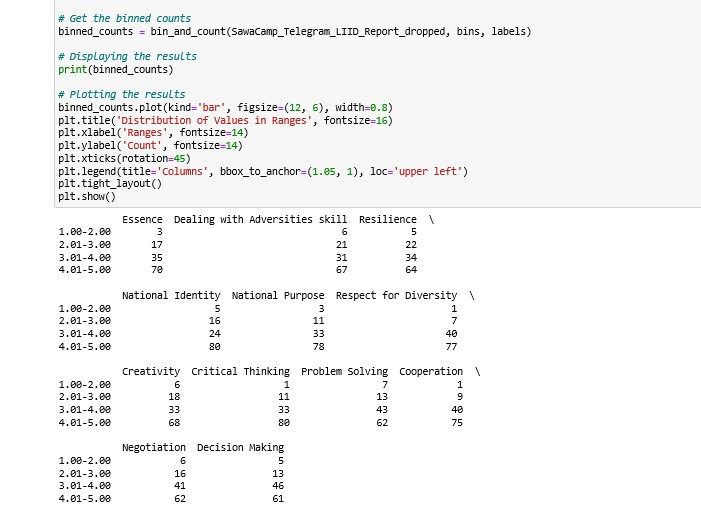 # Get the binned counts
binned_counts = bin_and_count(SawaCamp_Telegram_LIID_Report_dropped, bins, labels)
# Displaying the results
print(binned_counts)
# Plotting the results
binned_counts.plot(kind='bar', figsize=(12, 6), width=0.8)
plt.title('Distribution of Values in Ranges', fontsize=16)
plt.xlabel('Ranges', fontsize=14)
plt.ylabel('Count', fontsize=14)
plt.xticks(rotation=45)
plt.legend(title='Columns', bbox_to_anchor=(1.05, 1), loc='upper left')
plt.tight_layout()
plt.show()
Essence Dealing with Adversities skill Resilience \
1.00-2.00 3 6 5
2.01-3.00 17 21 22
3.01-4.00 35 31 34
4.01-5.00 70 67 64
National Identity National Purpose Respect for Diversity \
1.00-2.00 5 3 1
2.01-3.00 16 11 7
3.01-4.00 24 33 40
4.01-5.00 80 78 77
Creativity Critical Thinking Problem Solving Cooperation \
1.00-2.00 6 1 7 1
2.01-3.00 18 11 13 9
3.01-4.00 33 33 43 40
4.01-5.00 68 80 62 75
Negotiation Decision Making
1.00-2.00 6 5
2.01-3.00 16 13
3.01-4.00 41 46
4.01-5.00 62 61